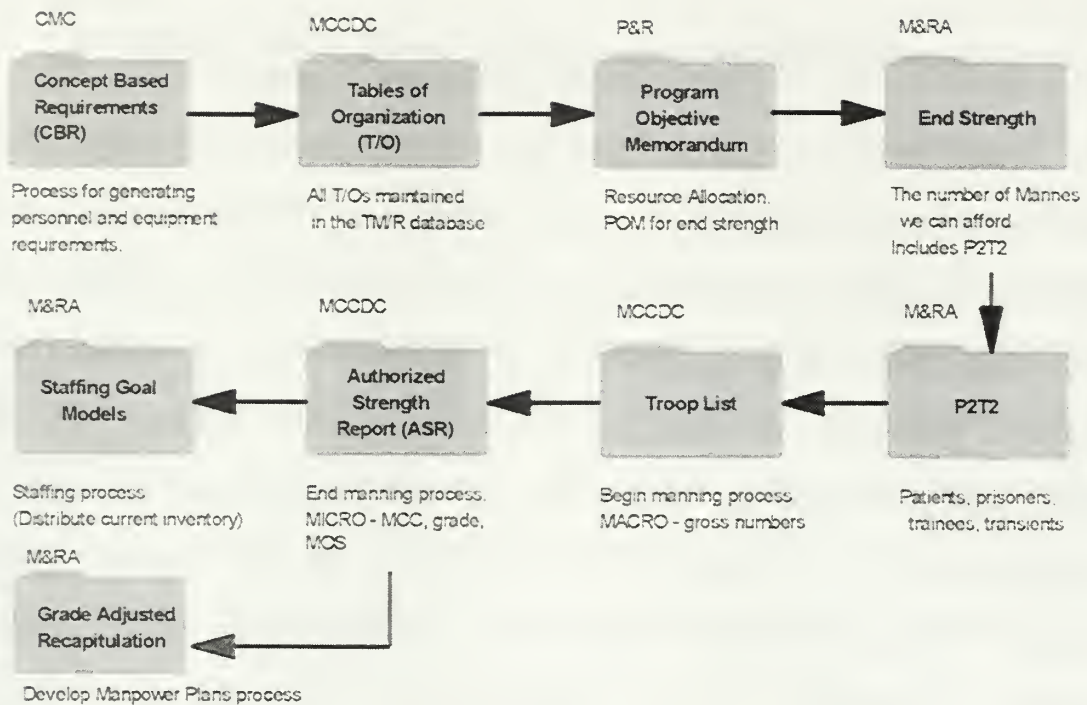 CMC
Concept Based
Requirements
(CBR)
Process for generating
personnel and equipment
requirements.
MCCDC
Tables of
Organization
(T/O)
All T/Os maintained
in the TM/R database
P&R
Program
Objective
Memorandum
Resource Allocation.
POM for end strength
M&RA
End Strength
The number of Marines
we can afford
Includes P2T2
M&RA
P2T2
Patients, prisoners,
trainees, transients
MCCDC
Troop List
Begin manning process
MACRO - gross numbers
MCCDC
Authorized
Strength
Report (ASR)
End manning process.
MICRO - MCC, grade,
MOS
M&RA
Staffing Goal
Models
Staffing process
(Distribute current inventory)
M&RA
Grade Adjusted
Recapitulation
Develop Manpower Plans process